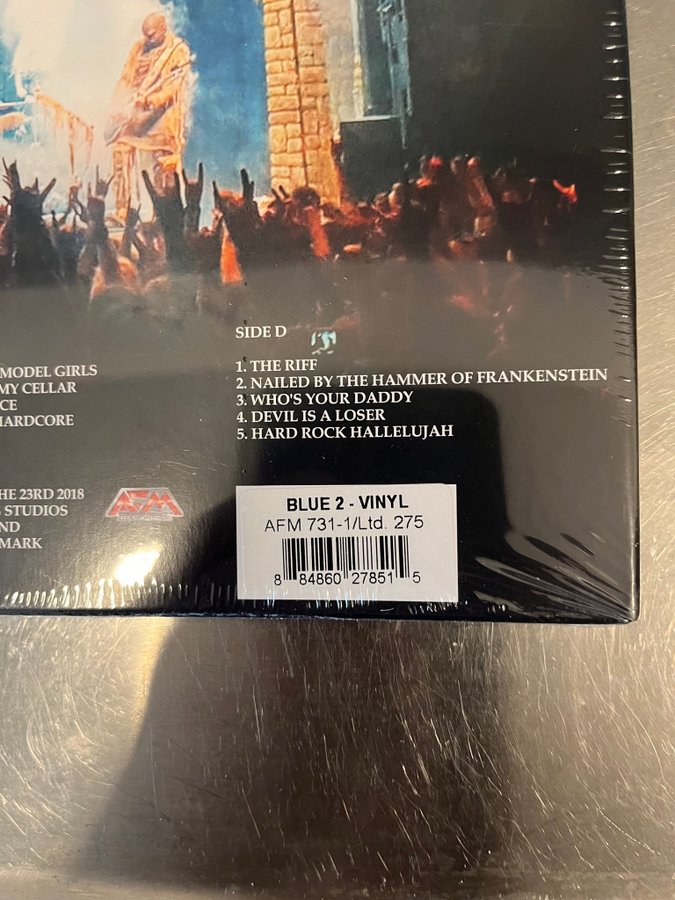 MODEL GIRLS
MY CELLAR
CE
HARDCORE
SIDE D
1. THE RIFF
2. NAILED BY THE HAMMER OF FRANKENSTEIN
3. WHO'S YOUR DADDY
4. DEVIL IS A LOSER
5. HARD ROCK HALLELUJAH
HE 23RD 2018
S STUDIOS
ND
MARK
AFM
RECORDS
BLUE 2 - VINYL
AFM 731-1/Ltd. 275
8 84860 27851 5